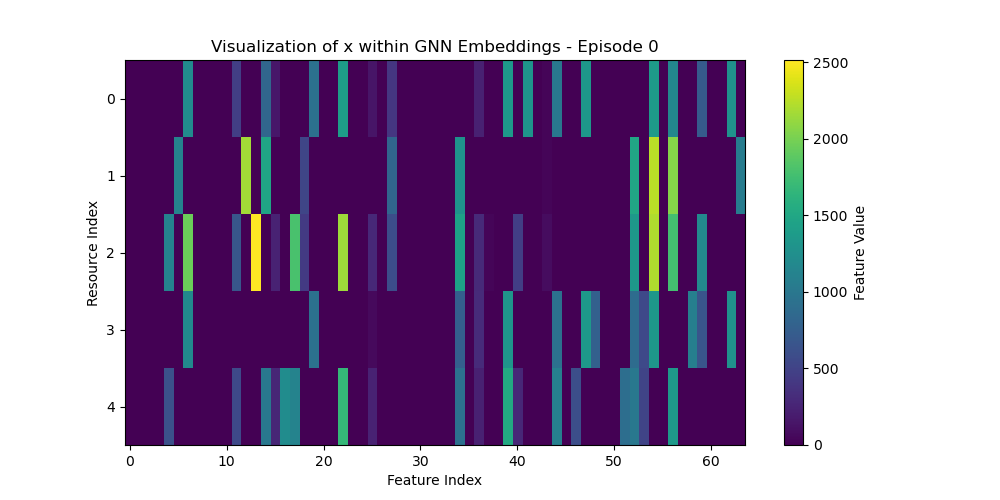 Visualization of x within GNN Embeddings - Episode 0
Resource Index
0
1
2
3
4
0 10 20 30 40 50 60
Feature Index
2500
2000
1500
1000
500
0
Feature Value